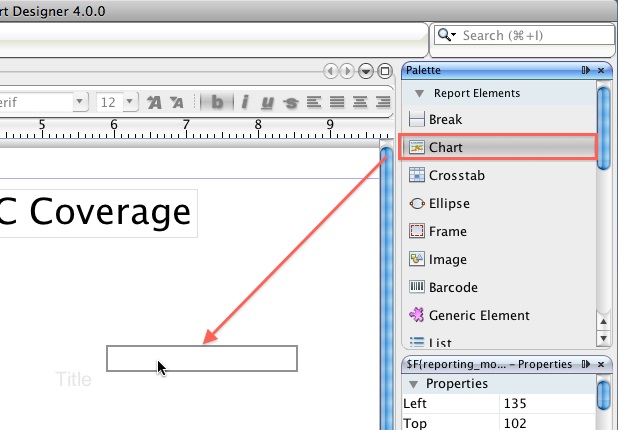 rt Designer 4.0.0
Search (⌘+I)
Palette
erif
12
Report Elements
5 6 7 8 9
Break
Chart
Crosstab
C Coverage
Ellipse
Frame
Image
Barcode
Generic Element
List
Title
$F{reporting_mo... – Properties
Properties
Left 135
Top 102